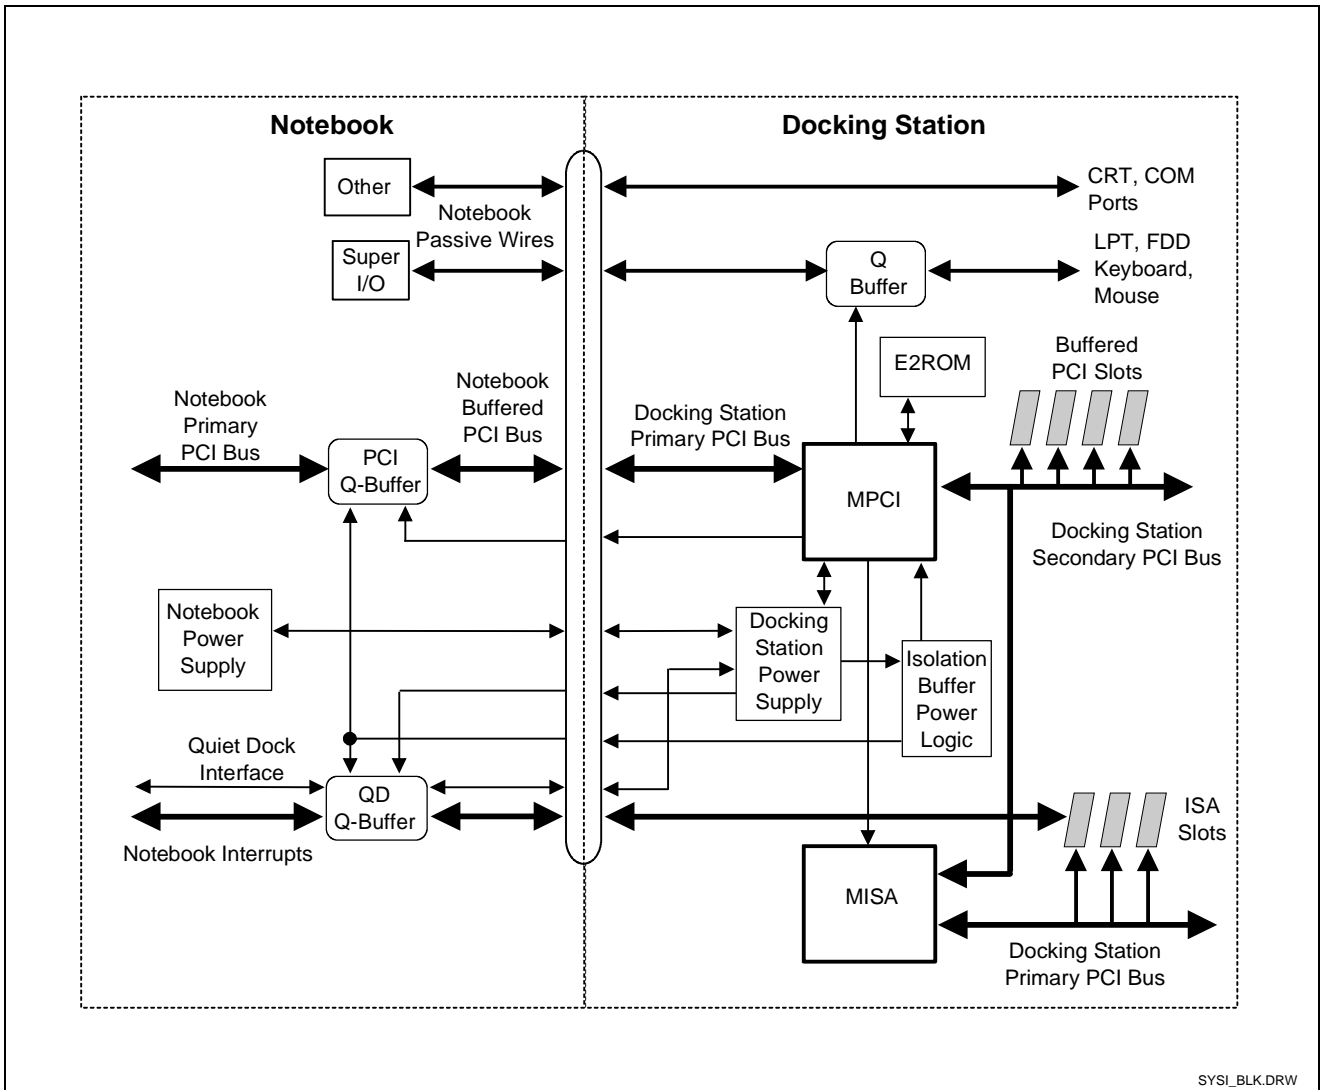 Notebook
Docking Station
Other
Notebook
Passive Wires
CRT, COM
Ports
Super
I/O
Q
Buffer
LPT, FDD
Keyboard,
Mouse
E2ROM
Buffered
PCI Slots
Notebook
Primary
PCI Bus
Notebook
Buffered
PCI Bus
Docking Station
Primary PCI Bus
PCI
Q-Buffer
MPCI
Docking Station
Secondary PCI Bus
Notebook
Power
Supply
Docking
Station
Power
Supply
Isolation
Buffer
Power
Logic
Quiet Dock
Interface
QD
Q-Buffer
Notebook Interrupts
ISA
Slots
MISA
Docking Station
Primary PCI Bus
SYSI_BLK.DRW